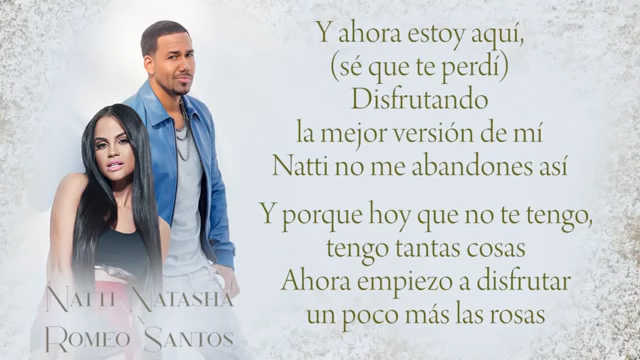 Y ahora estoy aquí,
(sé que te perdí)
Disfrutando
la mejor versión de mí
Natti no me abandones así
Y porque hoy que no te tengo,
tengo tantas cosas
Ahora empiezo a disfrutar
un poco más las rosas
Natti Natasha
Romeo Santos